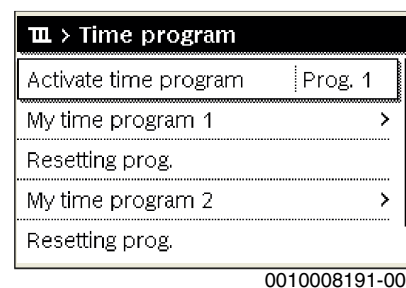 > Time program
Activate time program Prog. 1
My time program 1 >
Resetting prog.
My time program 2 >
Resetting prog.
0010008191-00